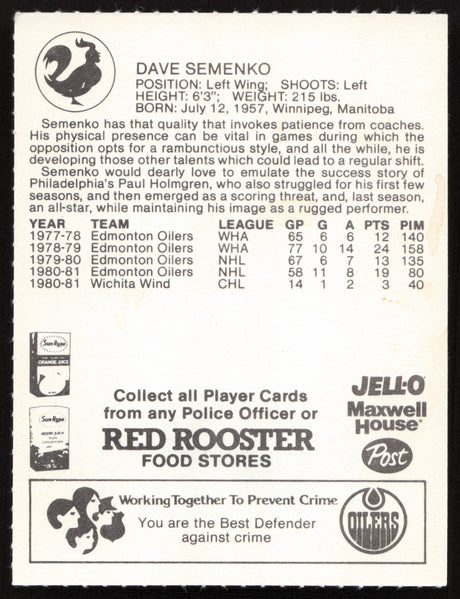 DAVE SEMENKO
POSITION: Left Wing; SHOOTS: Left
HEIGHT: 6'3"; WEIGHT: 215 lbs.
BORN: July 12, 1957, Winnipeg, Manitoba
Semenko has that quality that invokes patience from coaches.
His physical presence can be vital in games during which the
opposition opts for a rambunctious style, and all the while, he is
developing those other talents which could lead to a regular shift.
Semenko would dearly love to emulate the success story of
Philadelphia's Paul Holmgren, who also struggled for his first few
seasons, and then emerged as a scoring threat, and, last season,
an all-star, while maintaining his image as a rugged performer.
YEAR TEAM LEAGUE GP G A PTS PIM
1977-78 Edmonton Oilers WHA 65 6 6 12 140
1978-79 Edmonton Oilers WHA 77 10 14 24 158
1979-80 Edmonton Oilers NHL 67 6 7 13 135
1980-81 Edmonton Oilers NHL 58 11 8 19 80
1980-81 Wichita Wind CHL 14 1 2 3 40
Sun-Rype
ORANGE JUICE
Sun-Rype
Collect all Player Cards
from any Police Officer or
RED ROOSTER
FOOD STORES
JELL-O
Maxwell
House
Post
Working Together To Prevent Crime
You are the Best Defender
against crime
OILERS